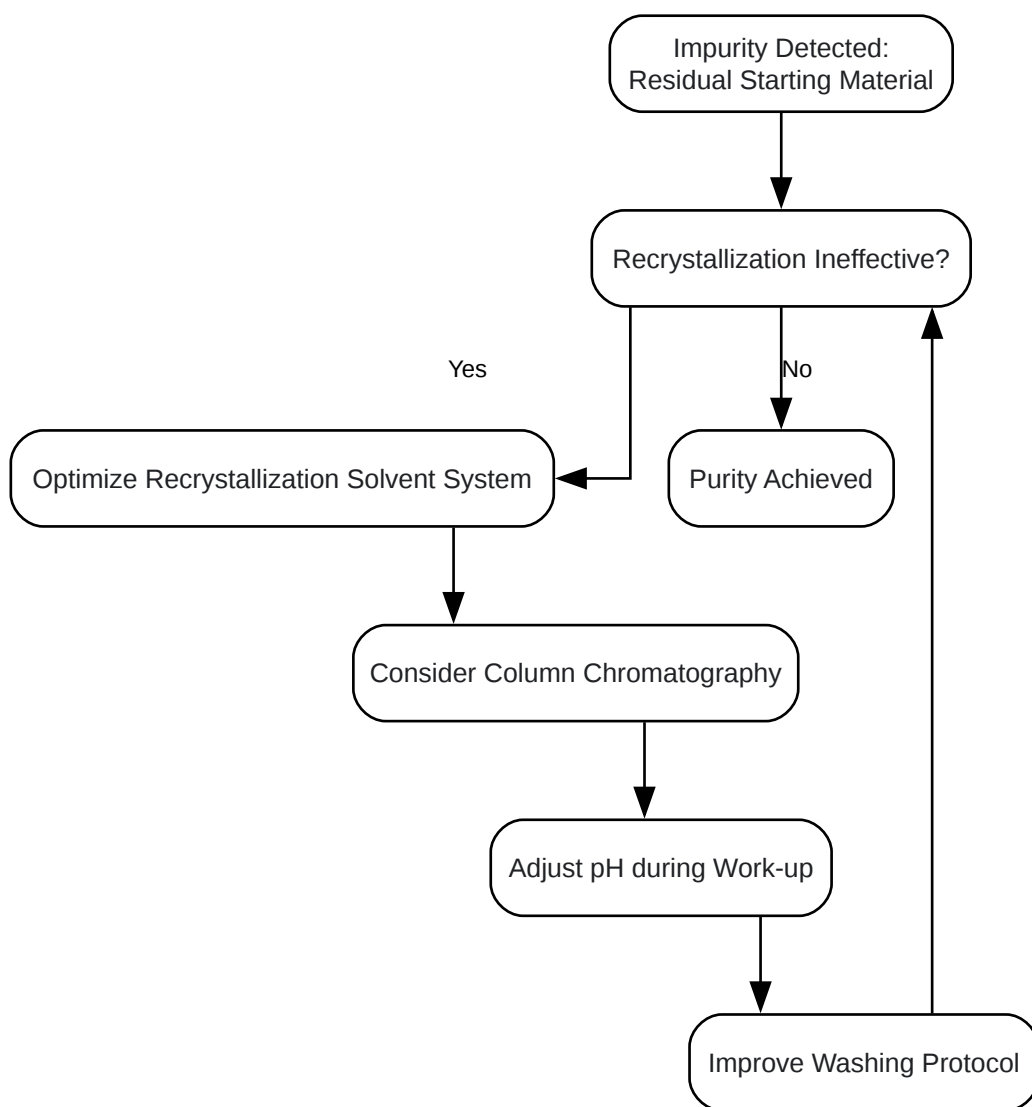 Impurity Detected:
Residual Starting Material
Recrystallization Ineffective?
Yes
No
Optimize Recrystallization Solvent System
Purity Achieved
Consider Column Chromatography
Adjust pH during Work-up
Improve Washing Protocol